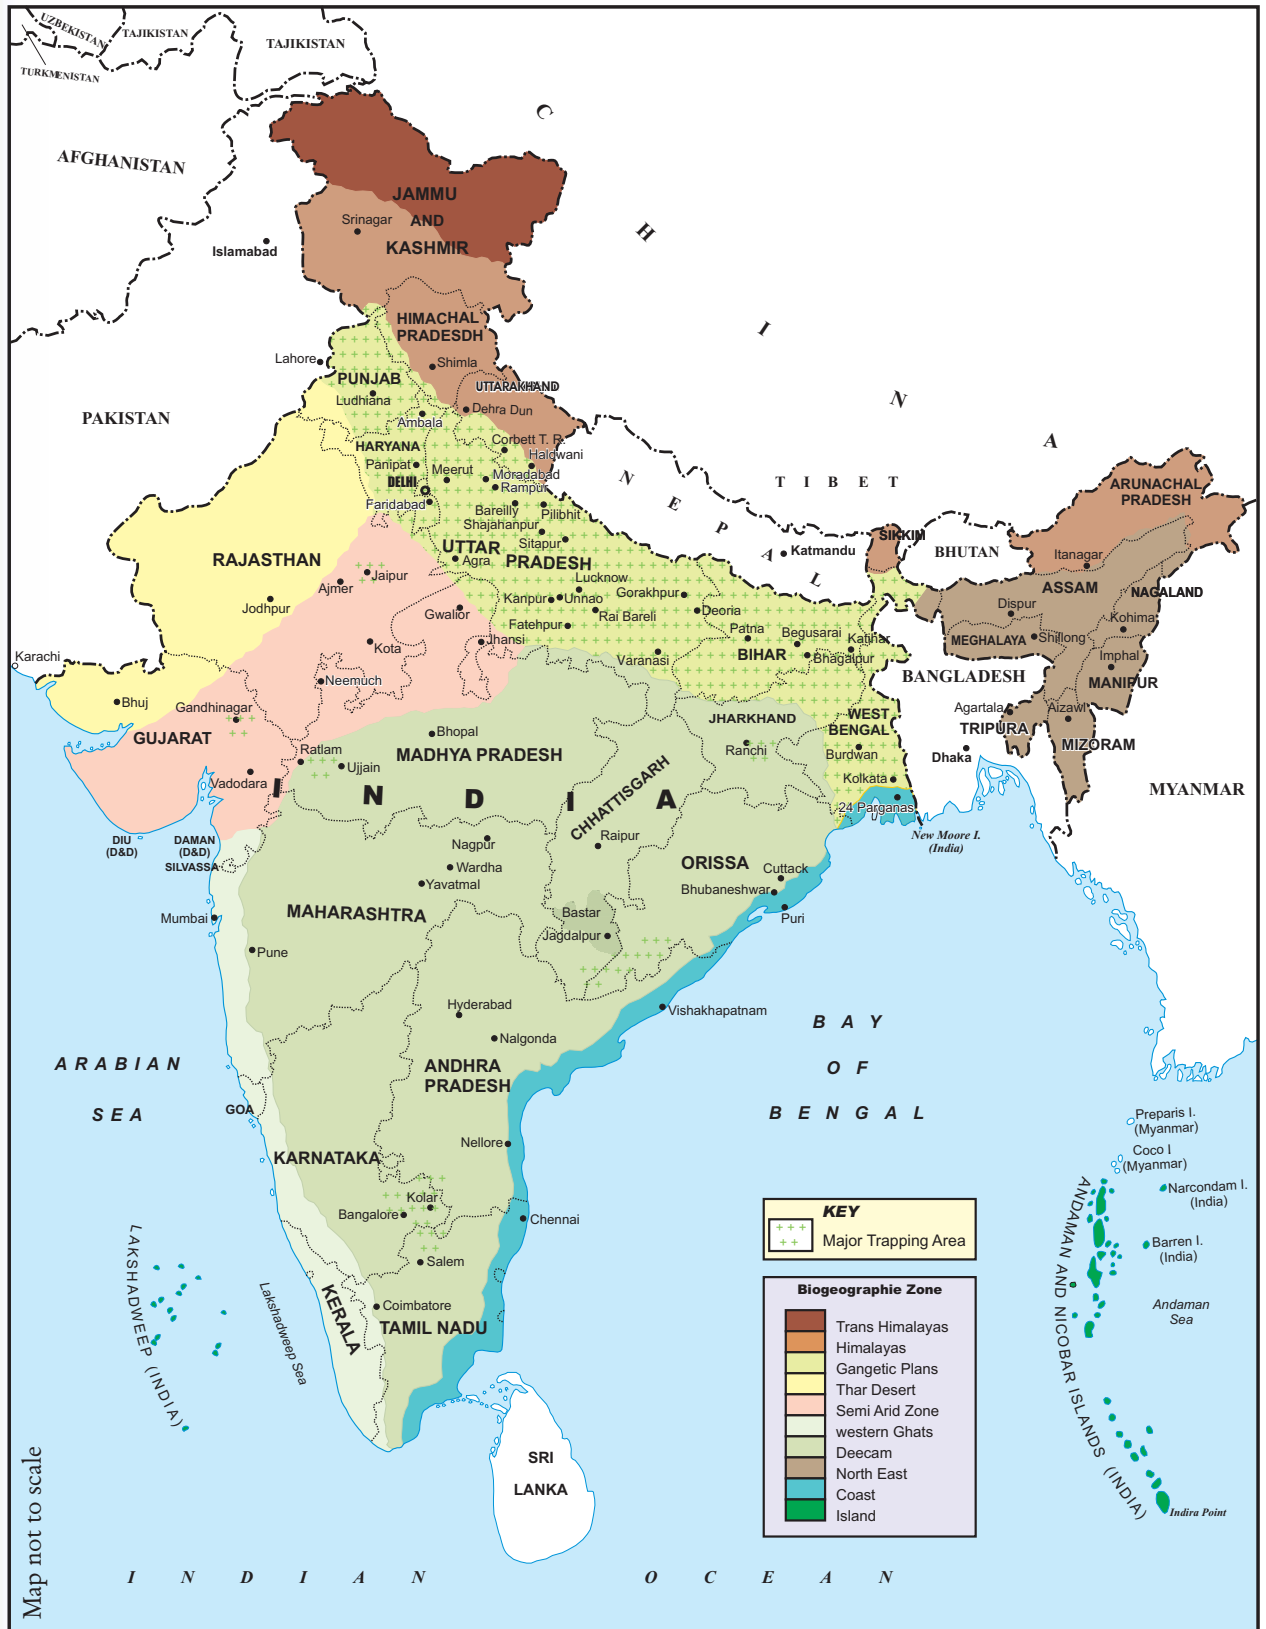 UZBEKISTAN
TAJIKISTAN
TAJIKISTAN
TURKMENISTAN
C
H
I
N
A
AFGHANISTAN
JAMMU
AND
KASHMIR
Srinagar
Islamabad
HIMACHAL
PRADESDH
Shimla
Lahore
PUNJAB
Ludhiana
UTTARAKHAND
Dehra Dun
Ambala
PAKISTAN
HARYANA
Corbett T. R.
Haldwani
Panipat
Meerut
Moradabad
DELHI
Rampur
Faridabad
Bareilly
Pilibhit
Shajahanpur
Sitapur
N
E
P
A
L
T I B E T
ARUNACHAL
PRADESH
SIKKIM
BHUTAN
Katmandu
Itanagar
RAJASTHAN
UTTAR
PRADESH
Agra
Jaipur
Ajmer
Lucknow
Jodhpur
Kanpur
Unnao
Gorakhpur
Gwalior
Rai Bareli
Deoria
Fatehpur
Jhansi
Patna
Begusarai
Katihar
Kota
Varanasi
BIHAR
Bhagalpur
ASSAM
NAGALAND
Dispur
Kohima
MEGHALAYA
Shillong
Imphal
MANIPUR
BANGLADESH
Karachi
Neemuch
Bhuj
Gandhinagar
GUJARAT
JHARKHAND
WEST
BENGAL
Agartala
Aizawl
TRIPURA
MIZORAM
Dhaka
Bhopal
MADHYA PRADESH
Ratlam
Ujjain
Ranchi
Burdwan
Vadodara
Kolkata
MYANMAR
I N D I A
CHHATTISGARH
24 Parganas
New Moore I.
(India)
DIU
(D&D)
DAMAN
(D&D)
SILVASSA
Nagpur
Raipur
Wardha
ORISSA
Cuttack
Yavatmal
Bhubaneshwar
MAHARASHTRA
Mumbai
Bastar
Puri
Jagdalpur
Pune
Hyderabad
Vishakhapatnam
Nalgonda
B A Y
O F
B E N G A L
A R A B I A N
S E A
ANDHRA
PRADESH
GOA
Nellore
KARNATAKA
Preparis I.
(Myanmar)
Coco I
(Myanmar)
Narcondam I.
(India)
Kolar
Bangalore
Chennai
Barren I.
(India)
Salem
LAKSHADWEEP (INDIA)
Lakshadweep Sea
KERALA
Coimbatore
TAMIL NADU
KEY
Major Trapping Area
Biogeographic Zone
Trans Himalayas
Himalayas
Gangetic Plans
Thar Desert
Semi Arid Zone
western Ghats
Deecam
North East
Coast
Island
ANDAMAN AND NICOBAR ISLANDS (INDIA)
Andaman
Sea
Indira Point
SRI
LANKA
Map not to scale
I N D I A N O C E A N